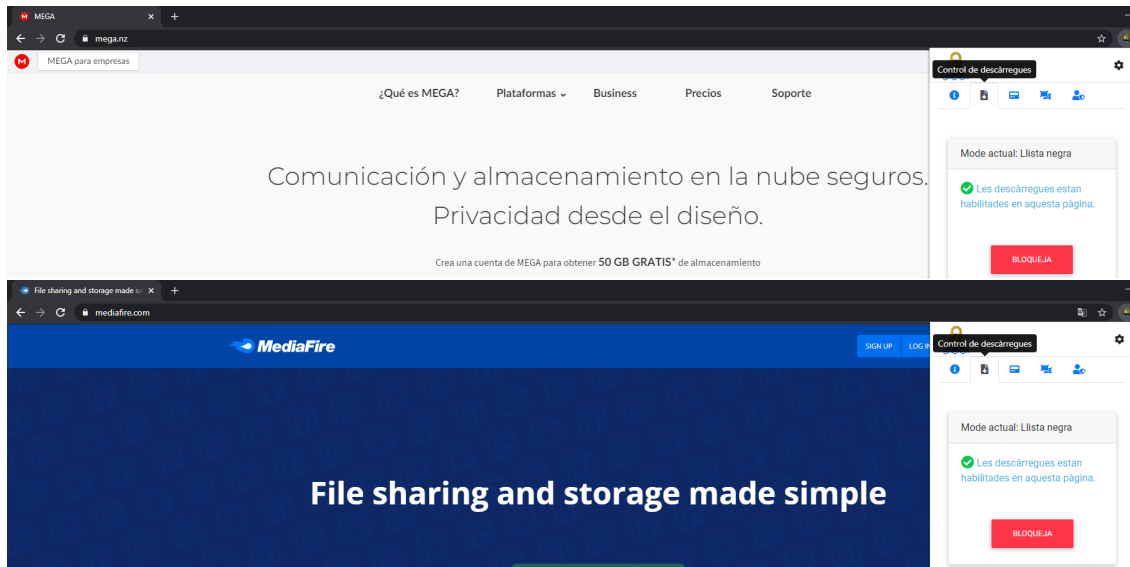 MEGA
mega.nz
MEGA para empresas
Control de descàrregues
¿Qué es MEGA? Plataformas Business Precios Soporte
Mode actual: Llista negra
Comunicación y almacenamiento en la nube seguros.
Privacidad desde el diseño.
Les descàrregues estan
habilitades en aquesta pàgina.
Crea una cuenta de MEGA para obtener 50 GB GRATIS* de almacenamiento
BLOQUEJA
File sharing and storage made
mediafire.com
MediaFire
SIGN UP LOG
Control de descàrregues
Mode actual: Llista negra
Les descàrregues estan
habilitades en aquesta pàgina.
File sharing and storage made simple
BLOQUEJA